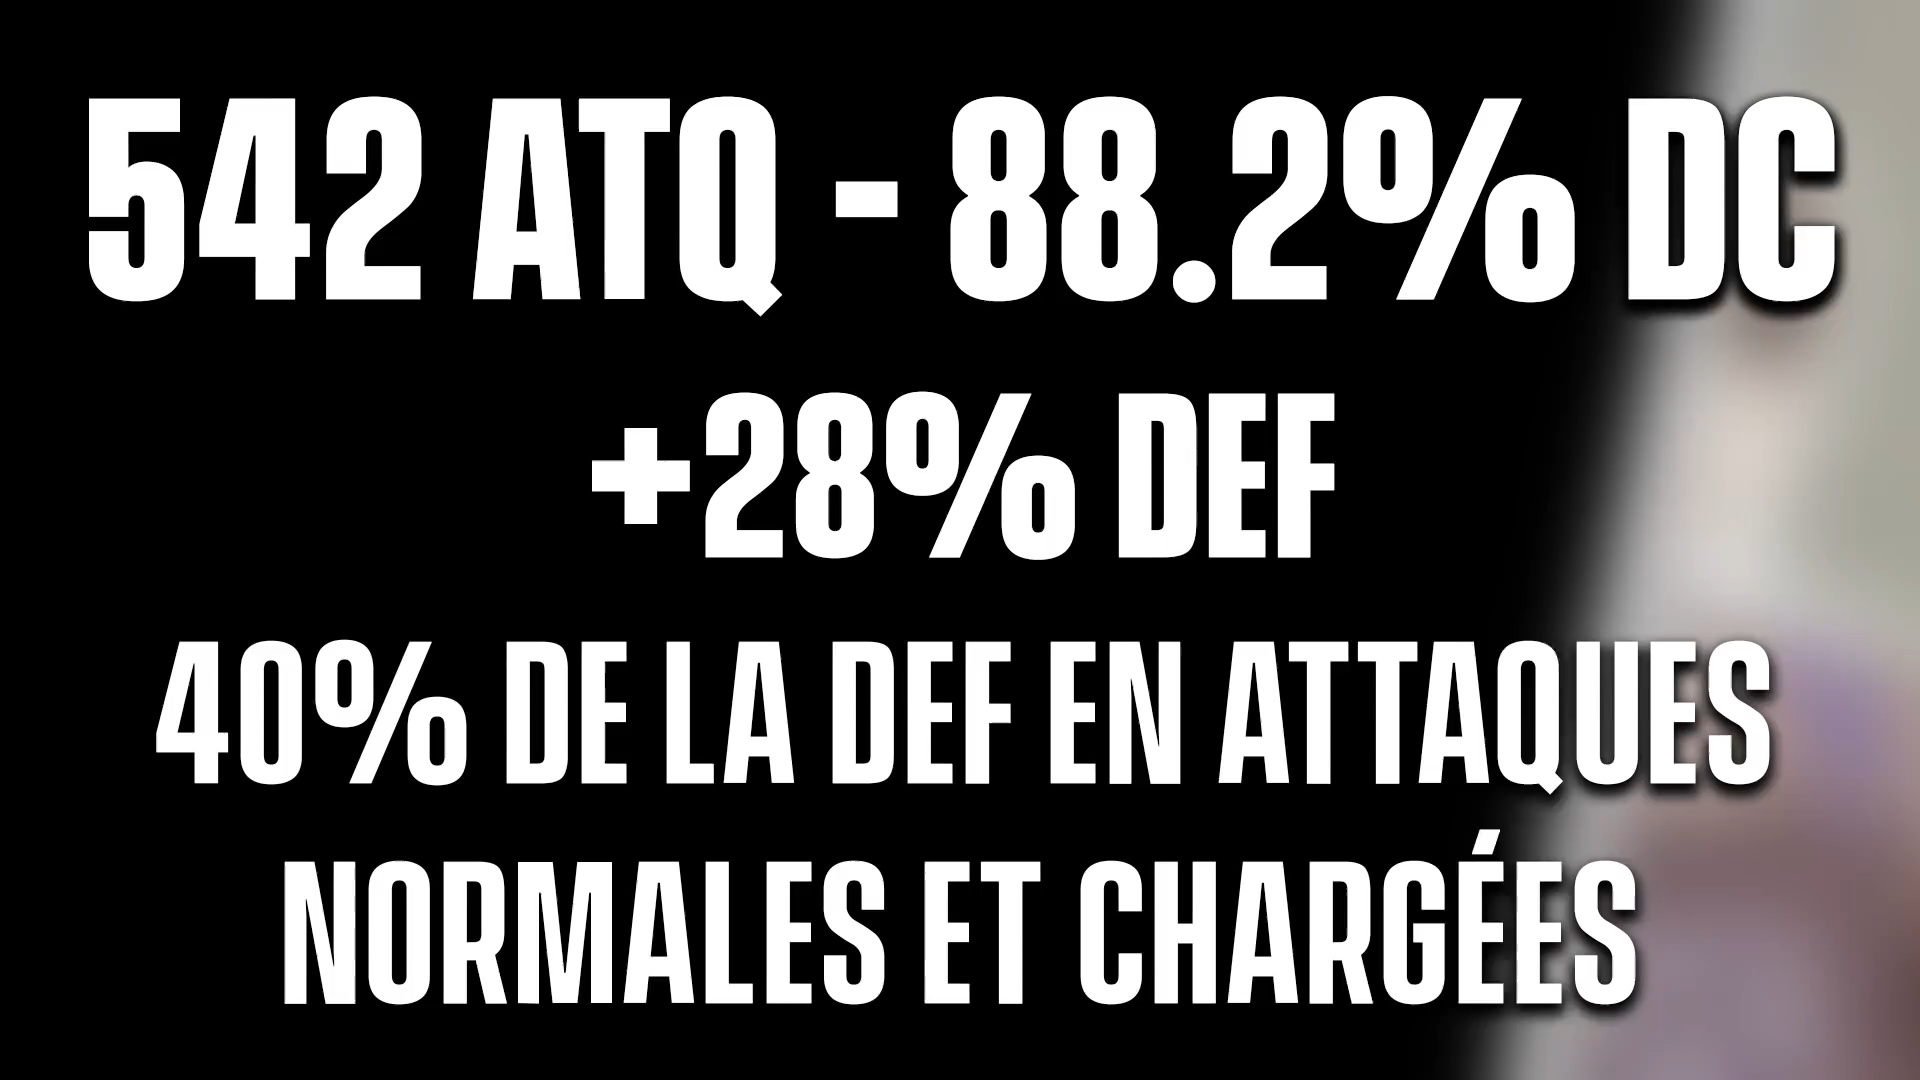 542 ATQ - 88.2% DC
+28% DEF
40% DE LA DEF EN ATTAQUES
NORMALES ET CHARGÉES